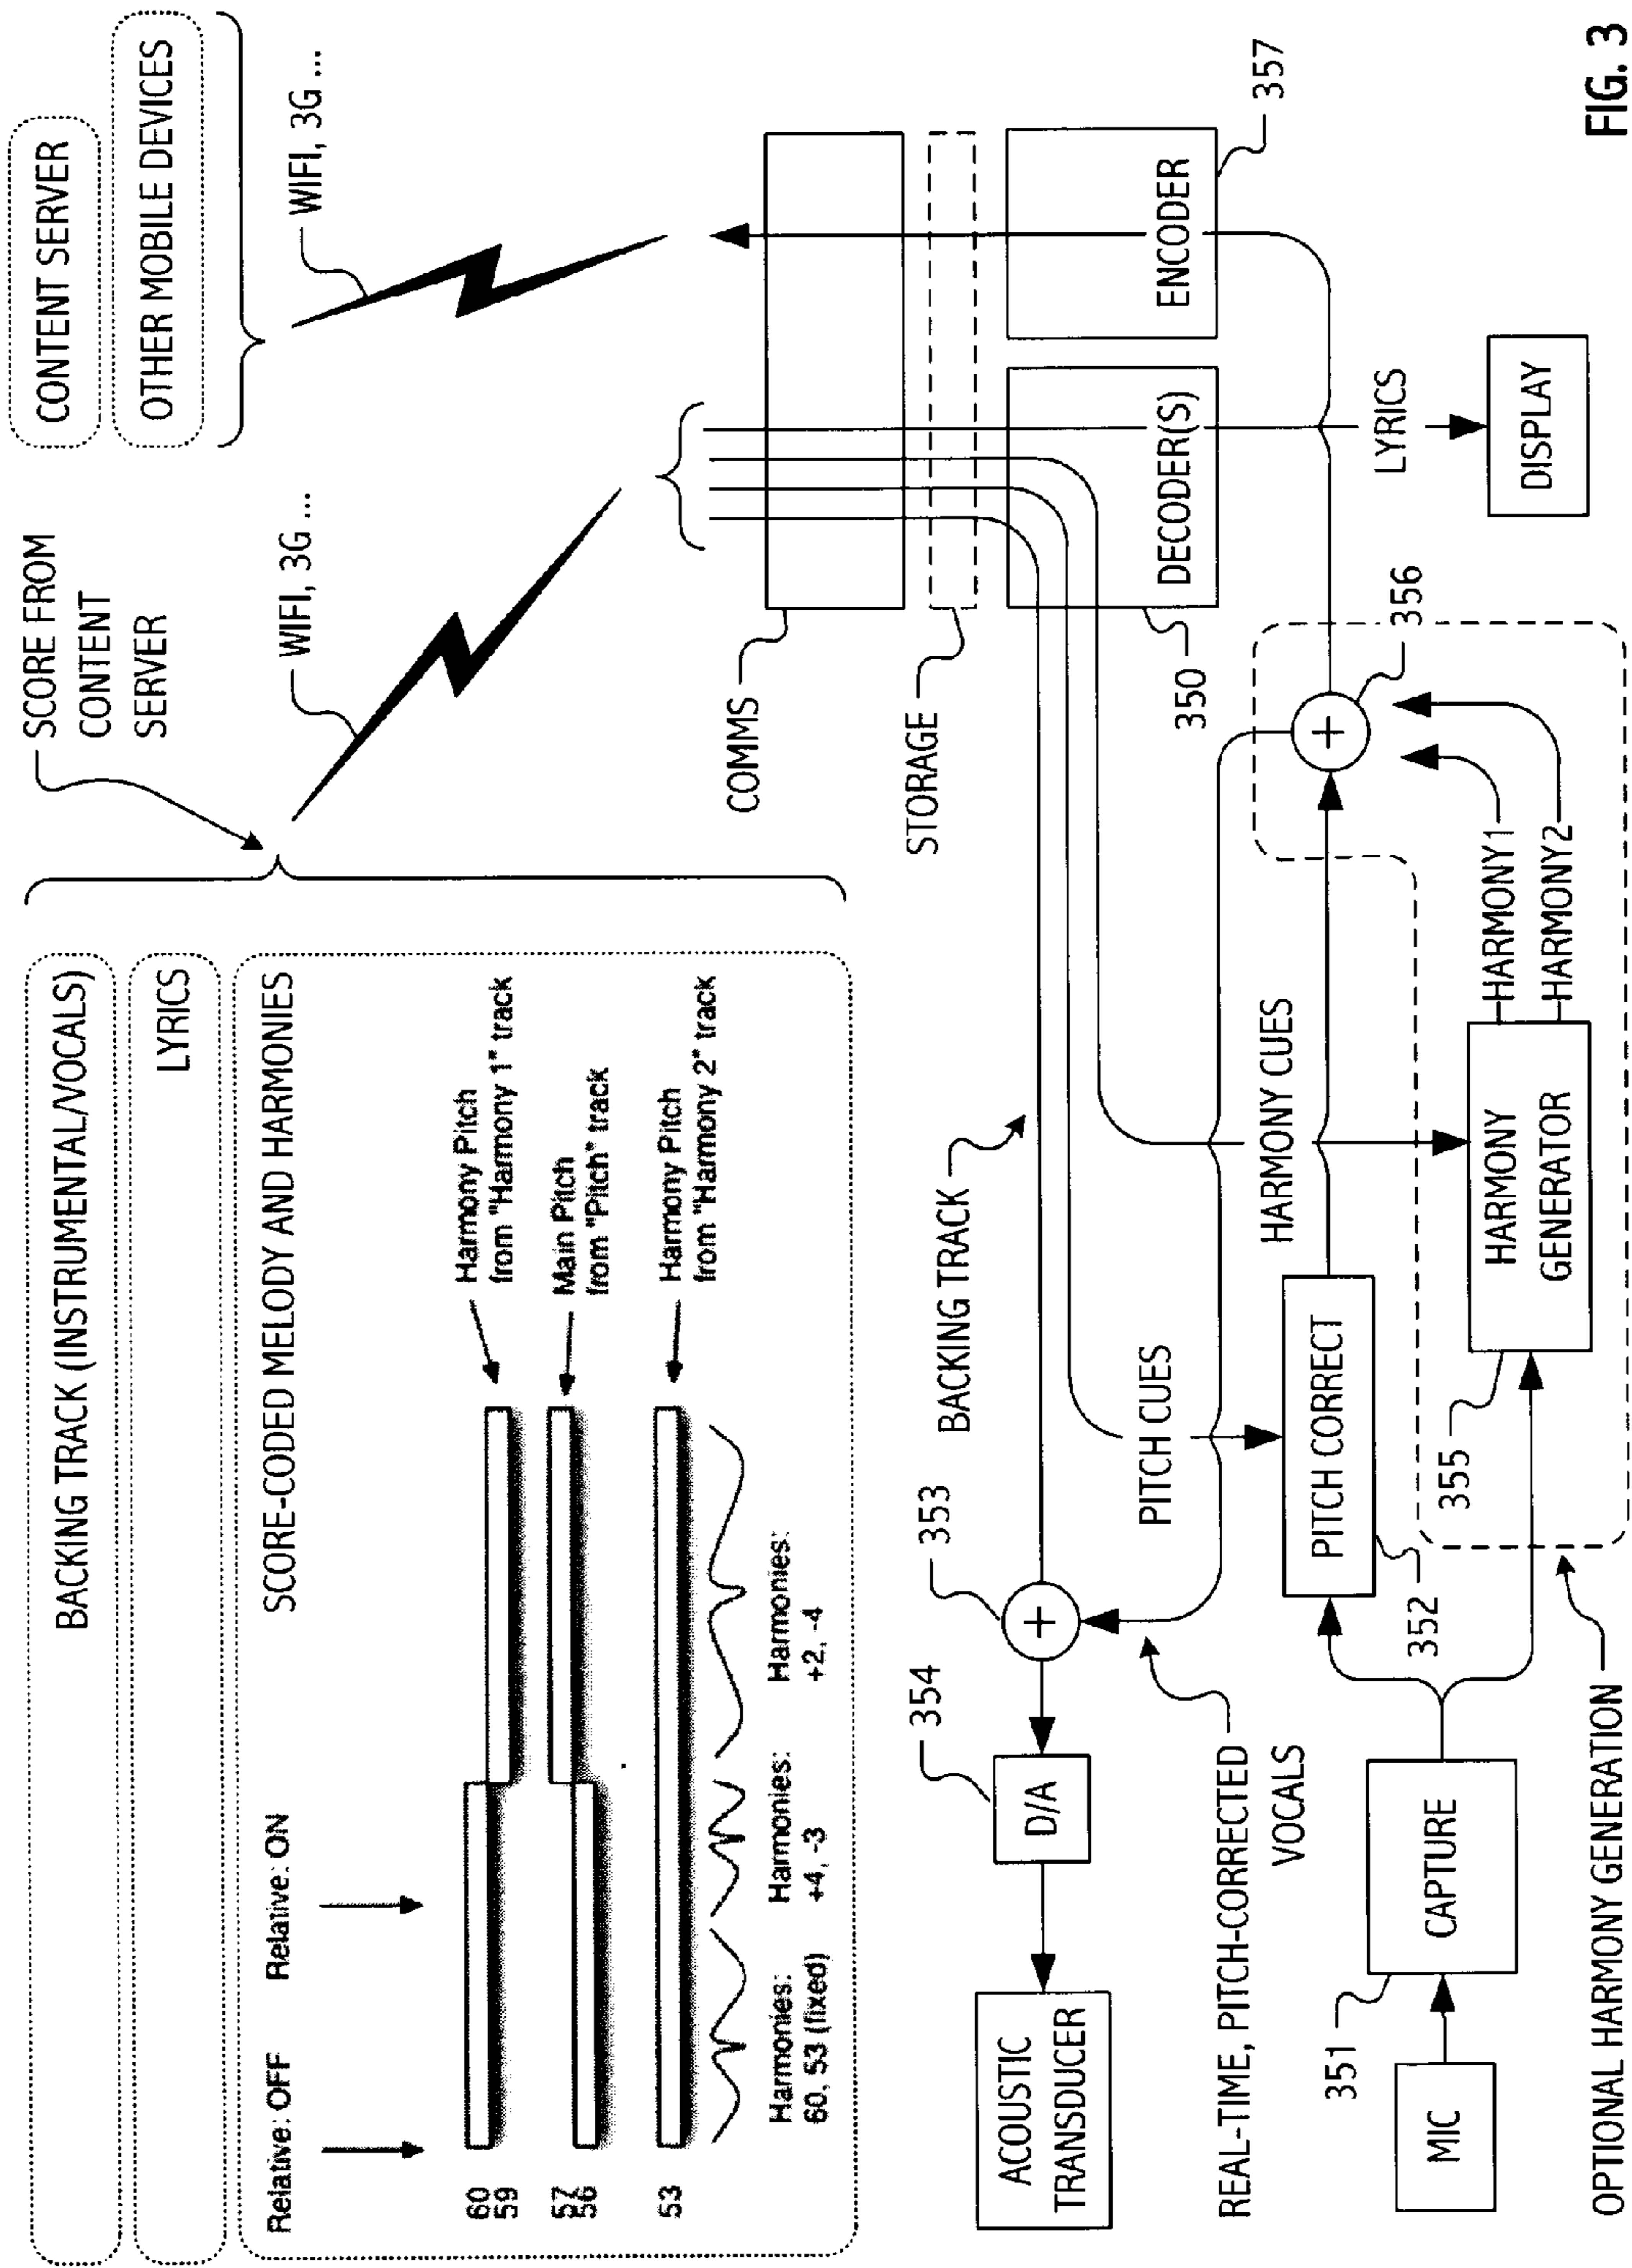 BACKING TRACK (INSTRUMENTAL/VOCALS)
LYRICS
SCORE-CODED MELODY AND HARMONIES
Relative: OFF
Relative: ON
60
59
57
56
53
Harmony Pitch
from "Harmony 1" track
Main Pitch
from "Pitch" track
Harmony Pitch
from "Harmony 2" track
Harmonies:
60, 53 (fixed)
Harmonies:
+4, -3
Harmonies:
+2, -4
SCORE FROM
CONTENT
SERVER
CONTENT SERVER
OTHER MOBILE DEVICES
WIFI, 3G ...
WIFI, 3G ...
COMMS
STORAGE
DECODER(S)
350
ENCODER
357
BACKING TRACK
353
354
D/A
ACOUSTIC
TRANSDUCER
PITCH CUES
HARMONY CUES
REAL-TIME, PITCH-CORRECTED
VOCALS
356
LYRICS
DISPLAY
PITCH CORRECT
352
HARMONY
GENERATOR
355
HARMONY1
HARMONY2
MIC
351
CAPTURE
OPTIONAL HARMONY GENERATION
FIG. 3